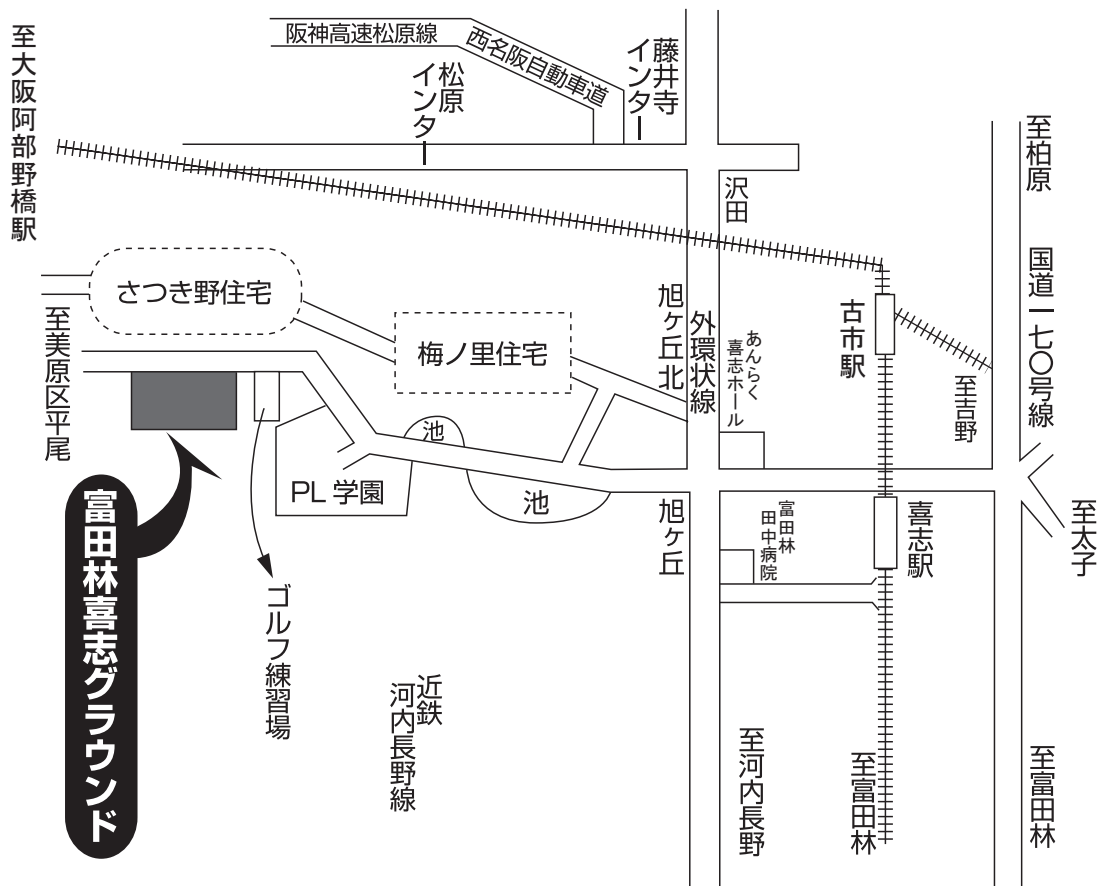 至大阪阿部野橋駅
阪神高速松原線
西名阪自動車道
松原
インター
藤井寺
インター
至柏原
沢田
国道一七〇号線
さつき野住宅
梅ノ里住宅
旭ヶ丘北
外環状線
あんらく
喜志ホール
古市駅
至吉野
至美原区平尾
池
PL学園
池
旭ヶ丘
富田林
田中病院
喜志駅
至太子
富田林喜志グラウンド
ゴルフ練習場
近鉄
河内長野線
至河内長野
至富田林
至富田林